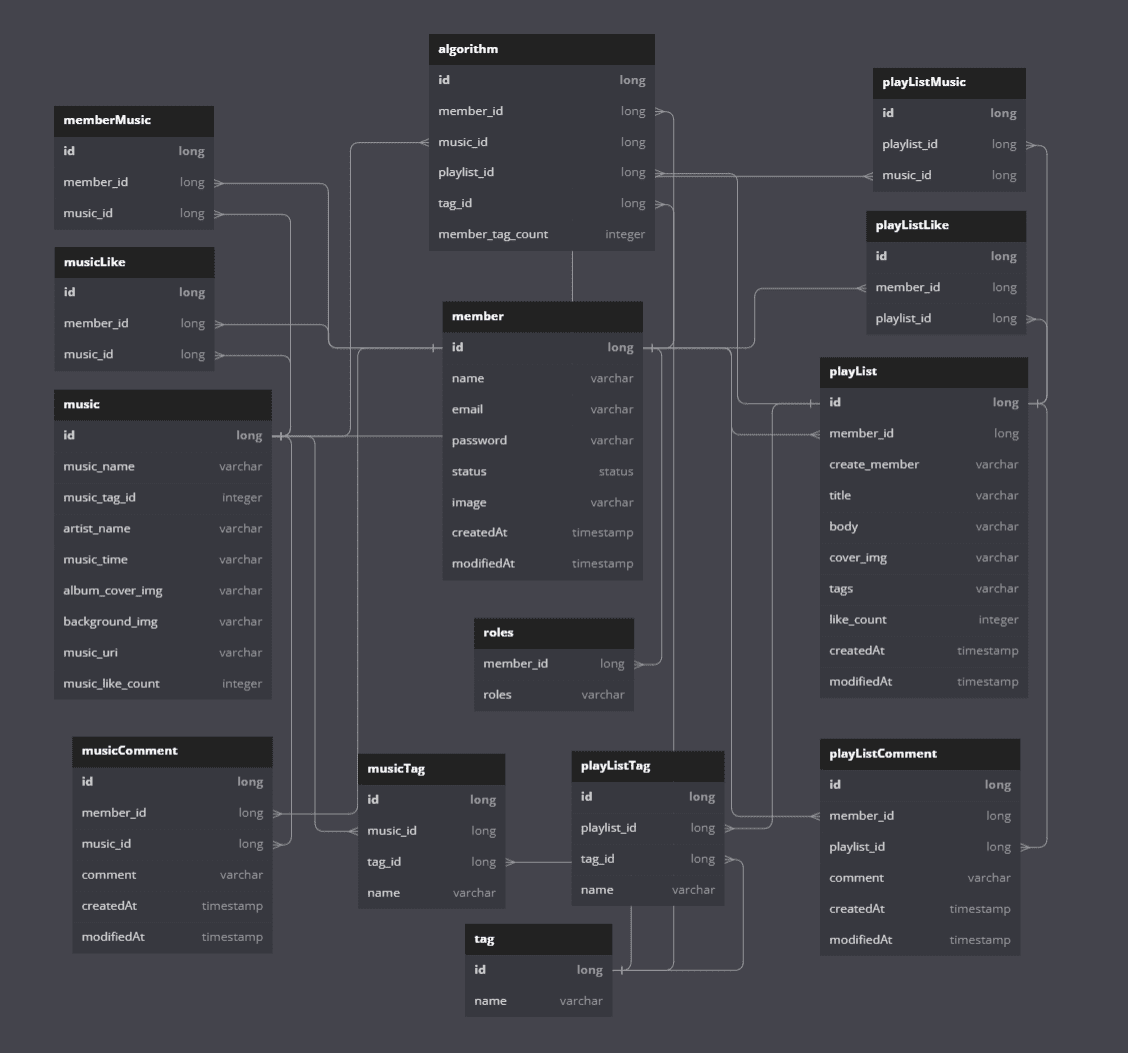 algorithm
id long
member_id long
music_id long
playlist_id long
tag_id long
member_tag_count integer
playListMusic
id long
playlist_id long
music_id long
memberMusic
id long
member_id long
music_id long
playListLike
id long
member_id long
playlist_id long
musicLike
id long
member_id long
music_id long
member
id long
name varchar
email varchar
password varchar
status status
image varchar
createdAt timestamp
modifiedAt timestamp
playList
id long
member_id long
create_member varchar
title varchar
body varchar
cover_img varchar
tags varchar
like_count integer
createdAt timestamp
modifiedAt timestamp
music
id long
music_name varchar
music_tag_id integer
artist_name varchar
music_time varchar
album_cover_img varchar
background_img varchar
music_uri varchar
music_like_count integer
roles
member_id long
roles varchar
musicComment
id long
member_id long
music_id long
comment varchar
createdAt timestamp
modifiedAt timestamp
musicTag
id long
music_id long
tag_id long
name varchar
playListTag
id long
playlist_id long
tag_id long
name varchar
playListComment
id long
member_id long
playlist_id long
comment varchar
createdAt timestamp
modifiedAt timestamp
tag
id long
name varchar